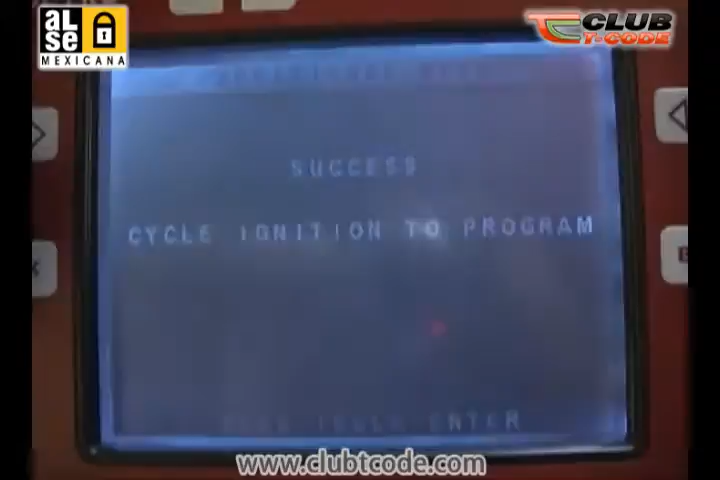 AL
SE
MEXICANA
CLUB
T-CODE
SUCCESS
CYCLE IGNITION TO PROGRAM
ENTER
www.clubtcode.com